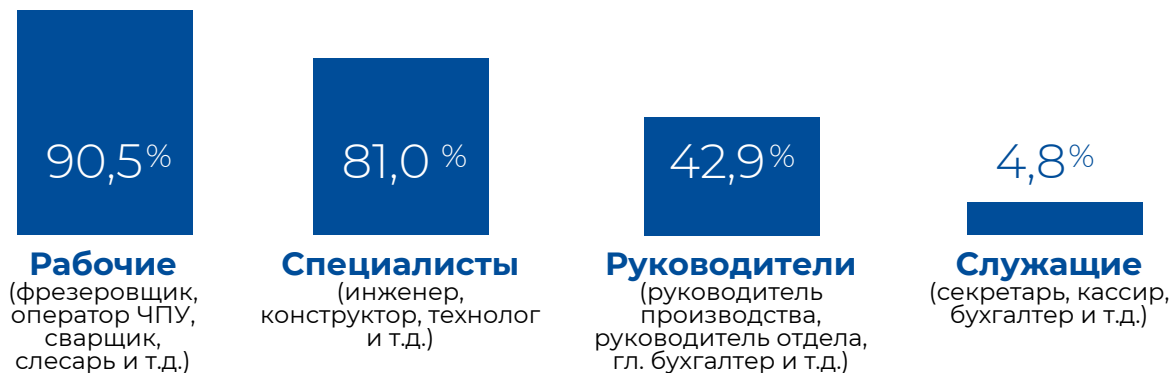 90,5%
81,0 %
42,9%
4,8%
Рабочие
(фрезеровщик,
оператор ЧПУ,
сварщик,
слесарь и т.д.)
Специалисты
(инженер,
конструктор, технолог
и т.д.)
Руководители
(руководитель
производства,
руководитель отдела,
гл. бухгалтер и т.д.)
Служащие
(секретарь, кассир,
бухгалтер и т.д.)